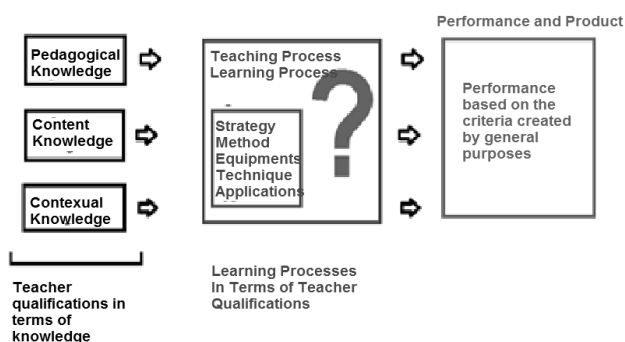 Performance and Product
Pedagogical
Knowledge
Content
Knowledge
Contexual
Knowledge
Teacher
qualifications in
terms of
knowledge
Teaching Process
Learning Process
Strategy
Method
Equipments
Technique
Applications
?
Learning Processes
In Terms of Teacher
Qualifications
Performance
based on the
criteria created
by general
purposes